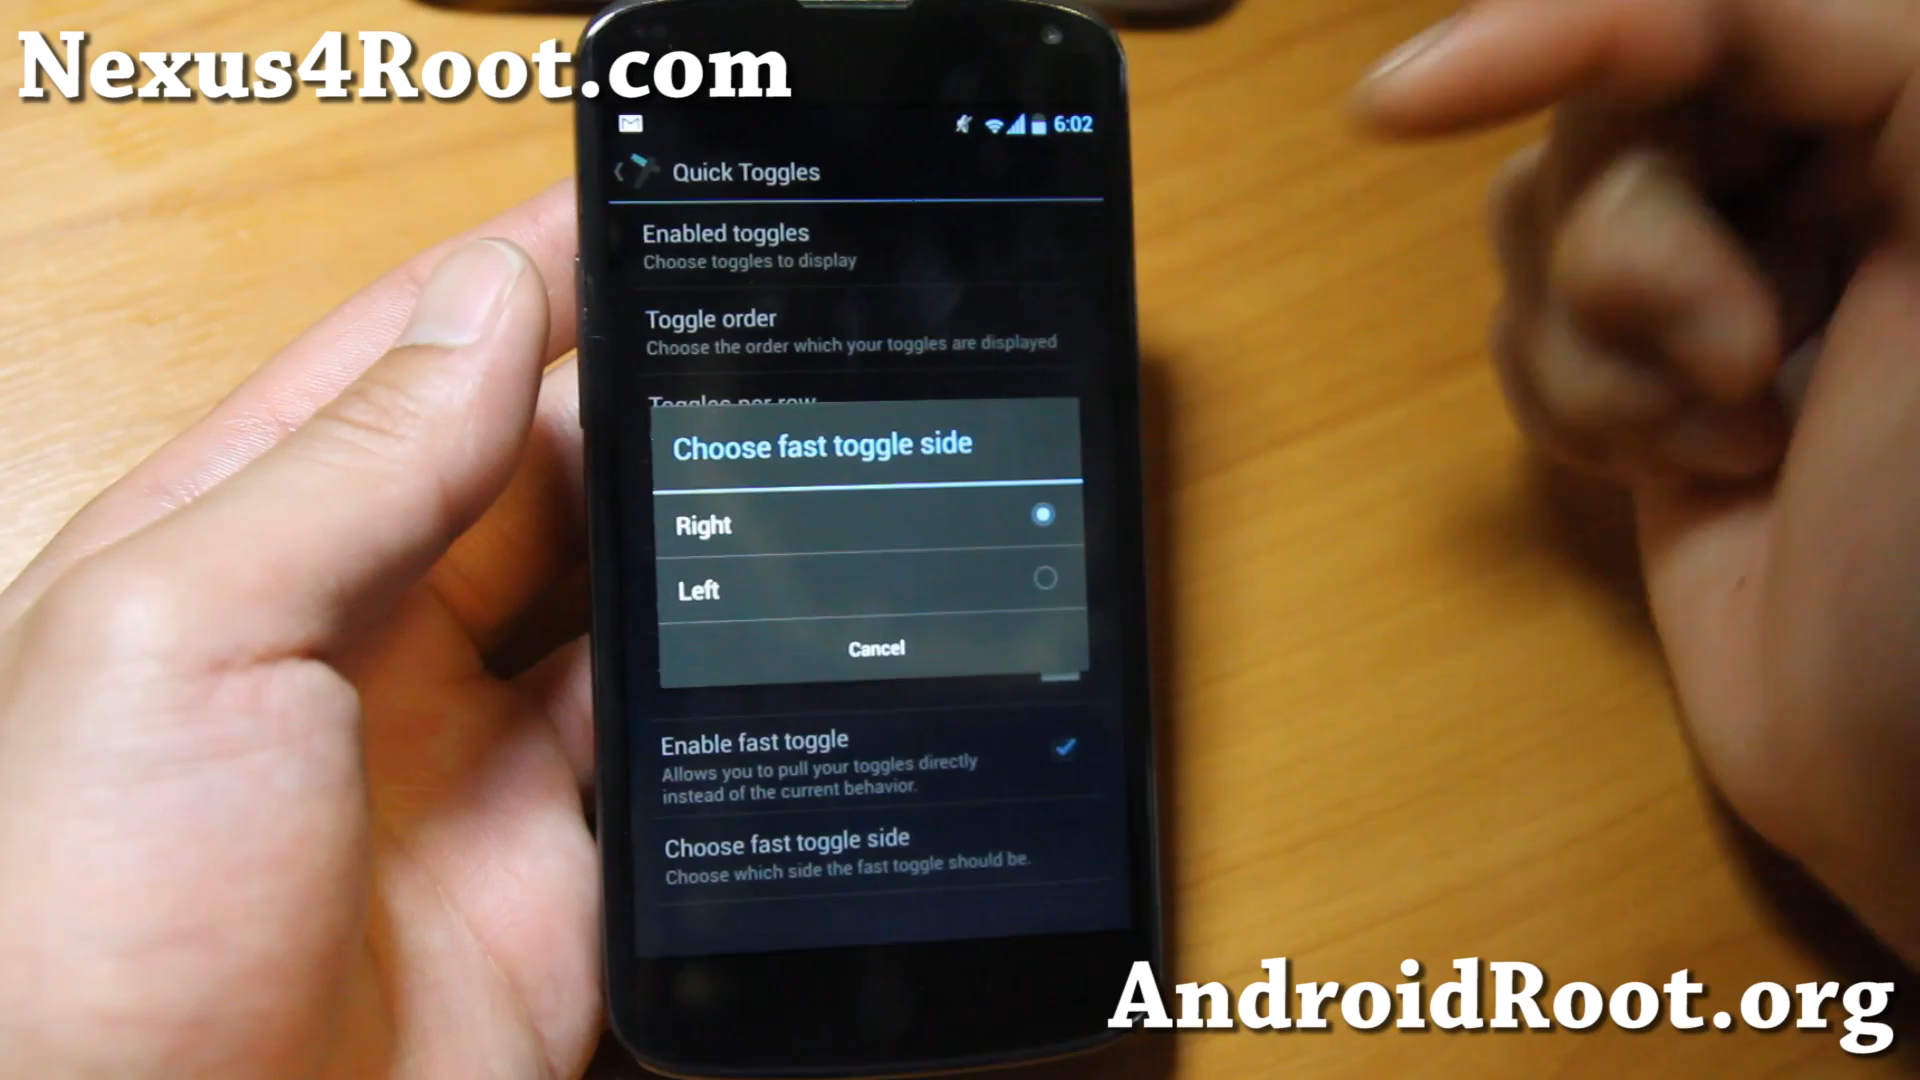 Nexus4Root.com
6:02
Quick Toggles
Enabled toggles
Choose toggles to display
Toggle order
Choose the order which your toggles are displayed
Toggles per row
Choose fast toggle side
Right
Left
Cancel
Enable fast toggle
Allows you to pull your toggles directly
instead of the current behavior.
Choose fast toggle side
Choose which side the fast toggle should be.
AndroidRoot.org